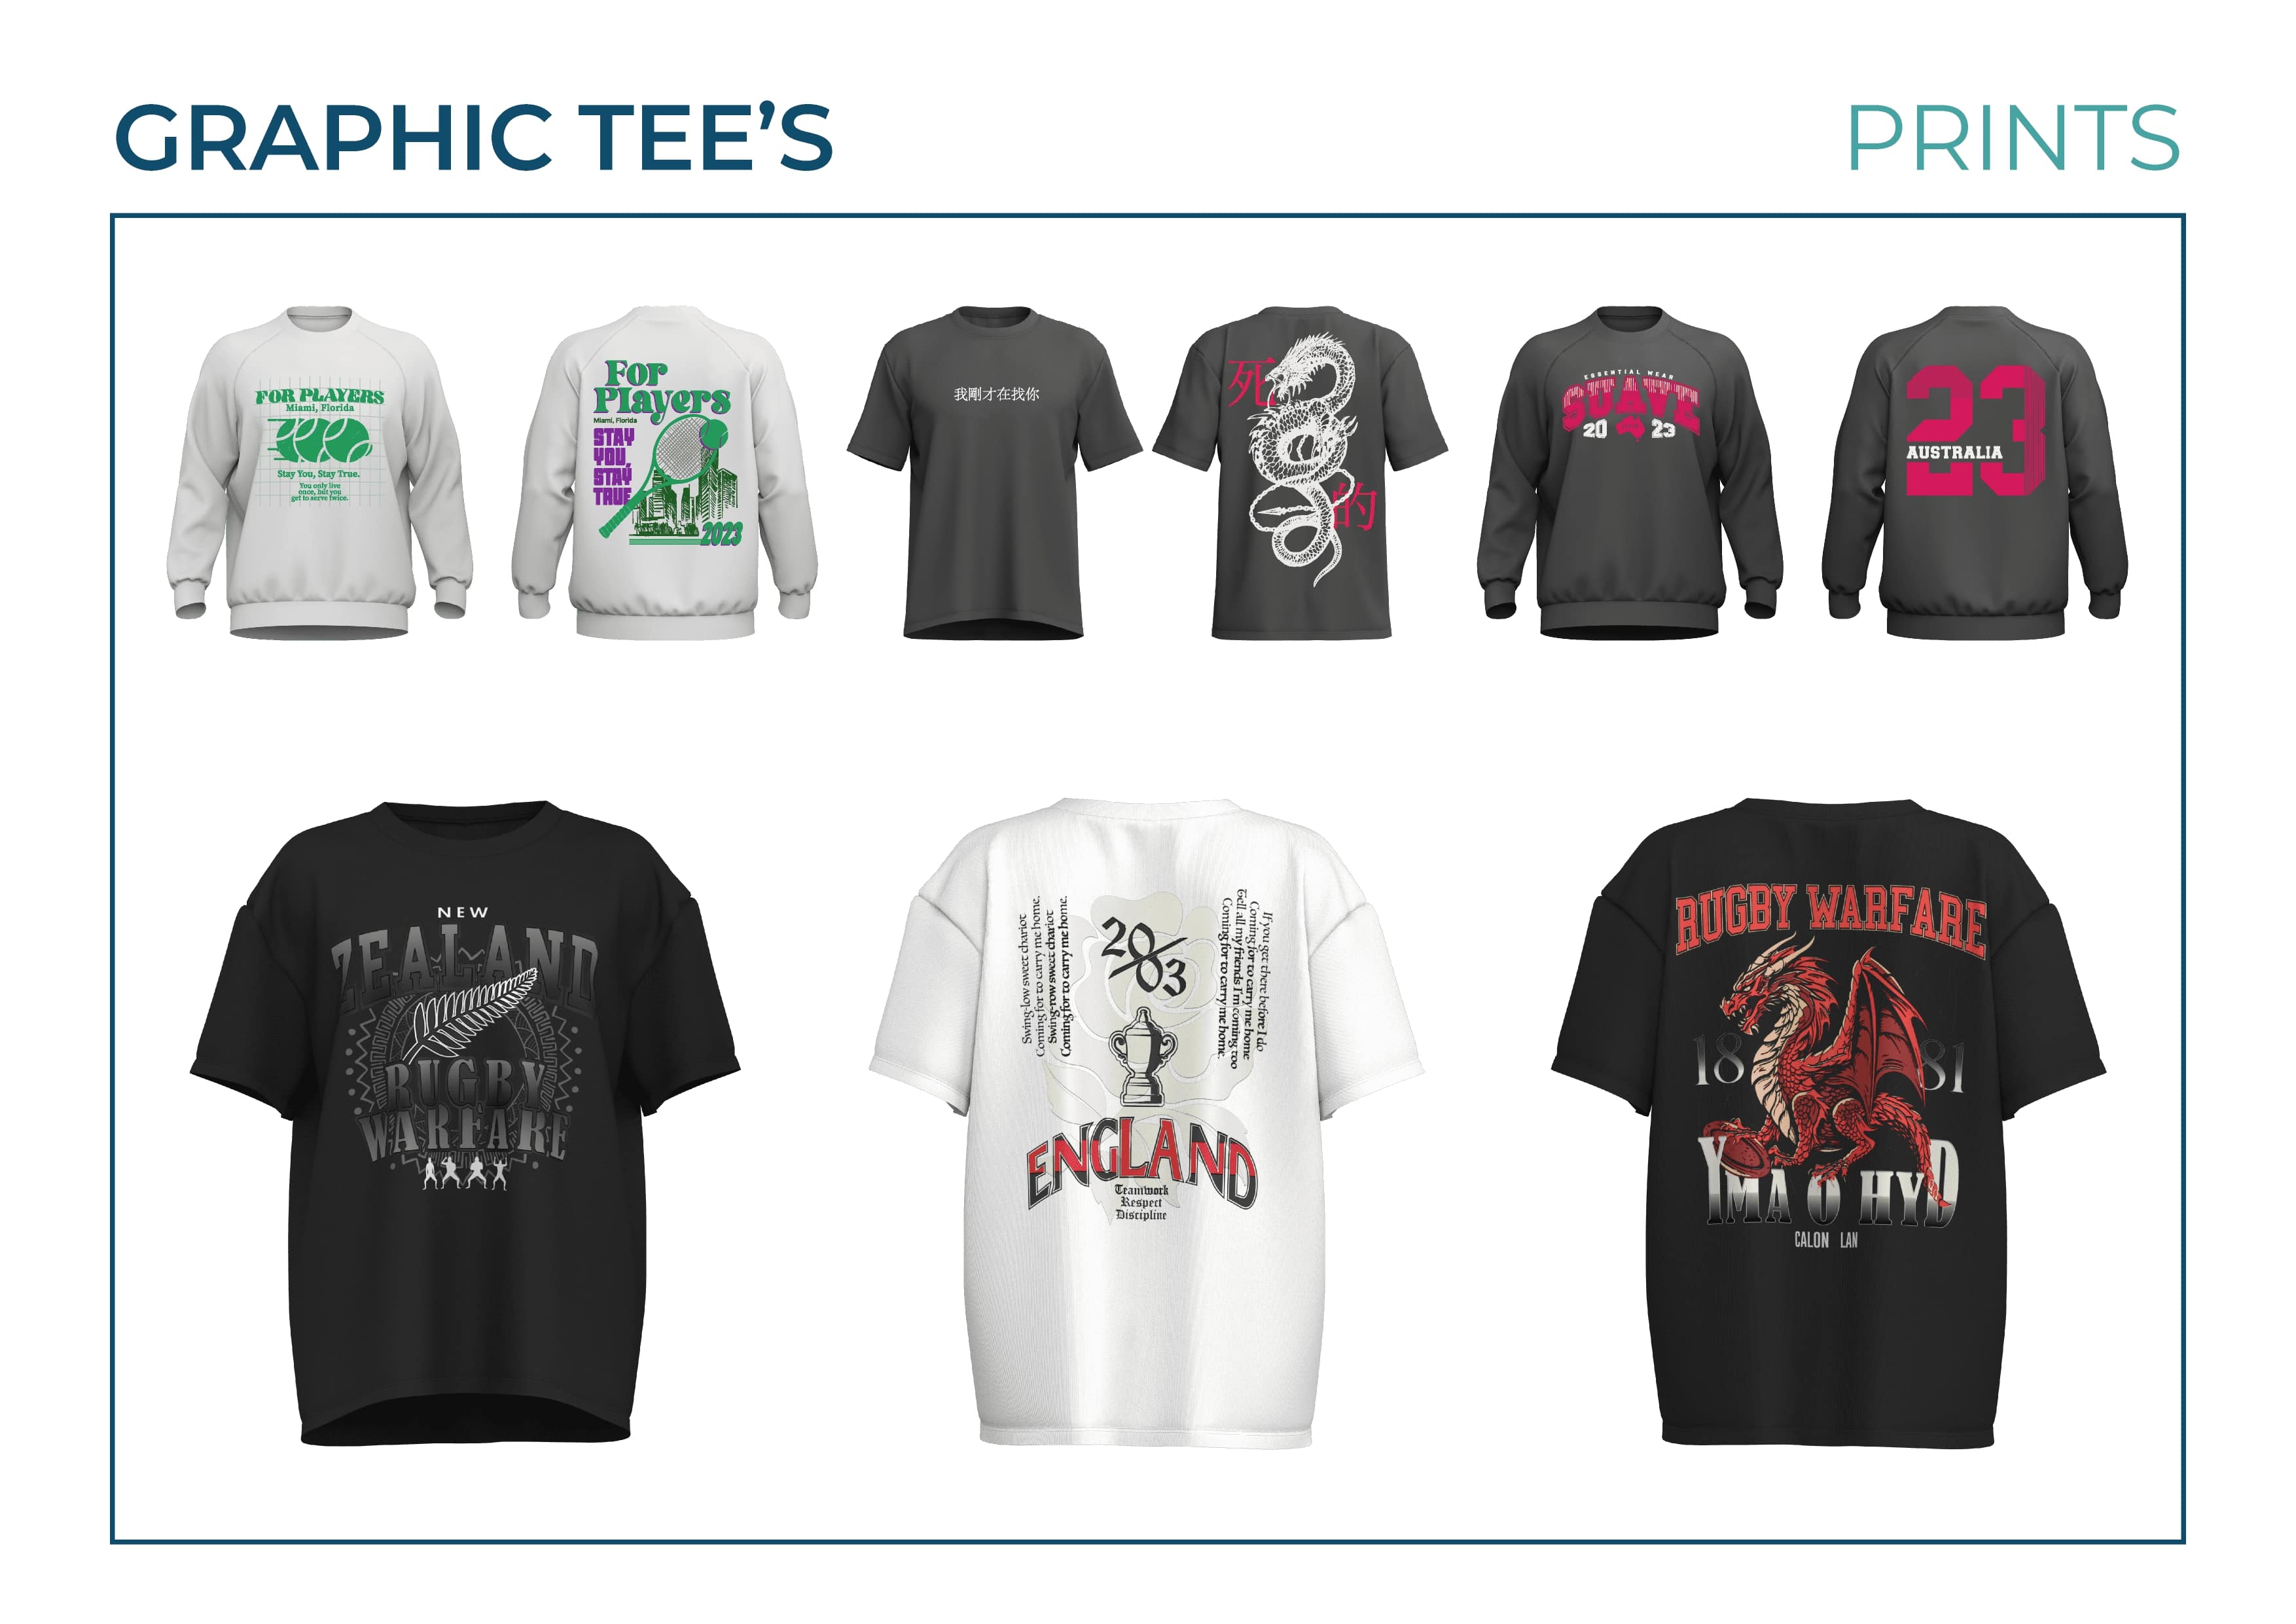 GRAPHIC TEE'S
PRINTS
FOR PLAYERS
Miami, Florida
Stay You, Stay True.
You only live
once, but you
get to serve twice.
For
Players
Miami, Florida
STAY
YOU,
STAY
TRUE
2023
我剛才在找你
死
的
ESSENTIAL WEAR
SUAVE
20 23
23
AUSTRALIA
NEW
ZEALAND
RUGBY
WARFARE
Swing-low sweet chariot
Coming for to carry me home.
Swing-row sweet chariot
Coming for to carry me home.
2003
If you get there before I do
Coming for to carry me home
Tell all my friends I'm coming too
Coming for to carry me home.
ENGLAND
Teamwork
Respect
Discipline
RUGBY WARFARE
18 81
YMA O HYD
CALON LAN